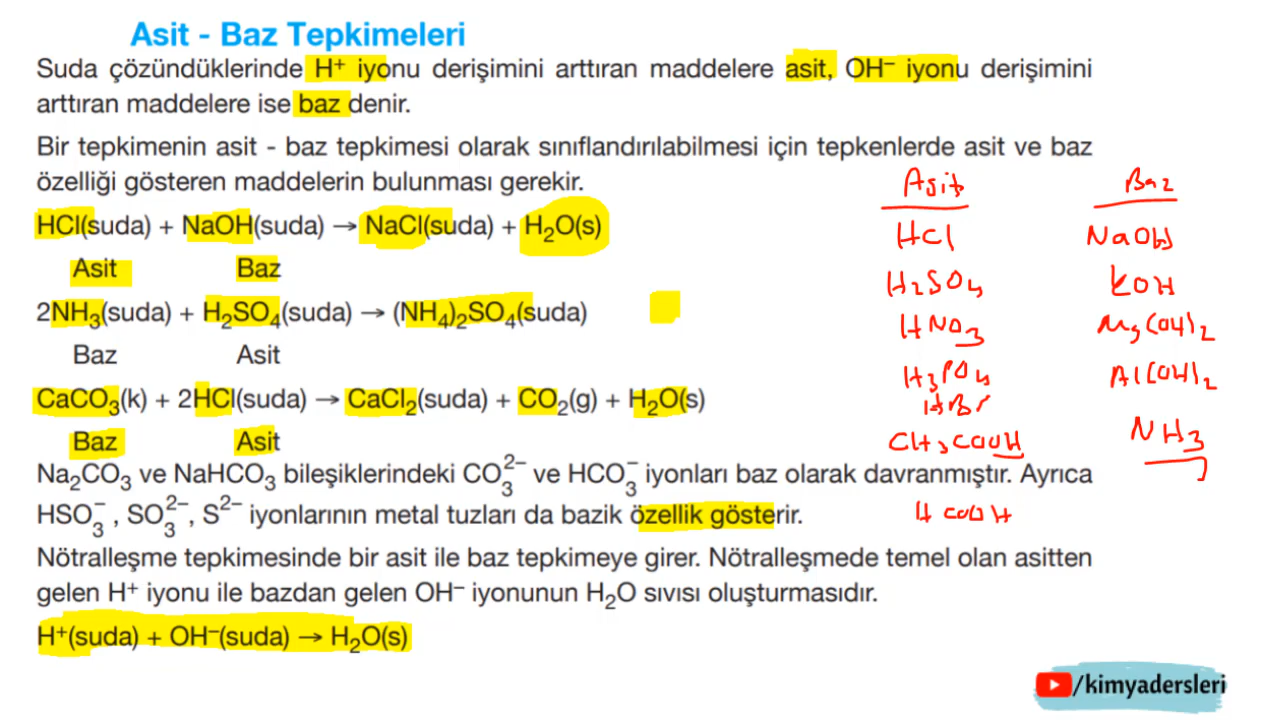 Asit - Baz Tepkimeleri
Suda çözündüklerinde H⁺ iyonu derişimini arttıran maddelere asit, OH⁻ iyonu derişimini
arttıran maddelere ise baz denir.
Bir tepkimenin asit - baz tepkimesi olarak sınıflandırılabilmesi için tepkenlerde asit ve baz
özelliği gösteren maddelerin bulunması gerekir.
HCl(suda) + NaOH(suda) → NaCl(suda) + H₂O(s)
Asit Baz
2NH₃(suda) + H₂SO₄(suda) → (NH₄)₂SO₄(suda)
Baz Asit
CaCO₃(k) + 2HCl(suda) → CaCl₂(suda) + CO₂(g) + H₂O(s)
Baz Asit
Na₂CO₃ ve NaHCO₃ bileşiklerindeki CO₃²⁻ ve HCO₃⁻ iyonları baz olarak davranmıştır. Ayrıca
HSO₃⁻, SO₃²⁻, S²⁻ iyonlarının metal tuzları da bazik özellik gösterir.
Nötralleşme tepkimesinde bir asit ile baz tepkimeye girer. Nötralleşmede temel olan asitten
gelen H⁺ iyonu ile bazdan gelen OH⁻ iyonunun H₂O sıvısı oluşturmasıdır.
H⁺(suda) + OH⁻(suda) → H₂O(s)
Asit Baz
HCl NaOH
H₂SO₄ KOH
HNO₃ Mg(OH)₂
H₃PO₄ Al(OH)₂
HBr
CH₃COOH NH₃
HCOOH
/kimyadersleri